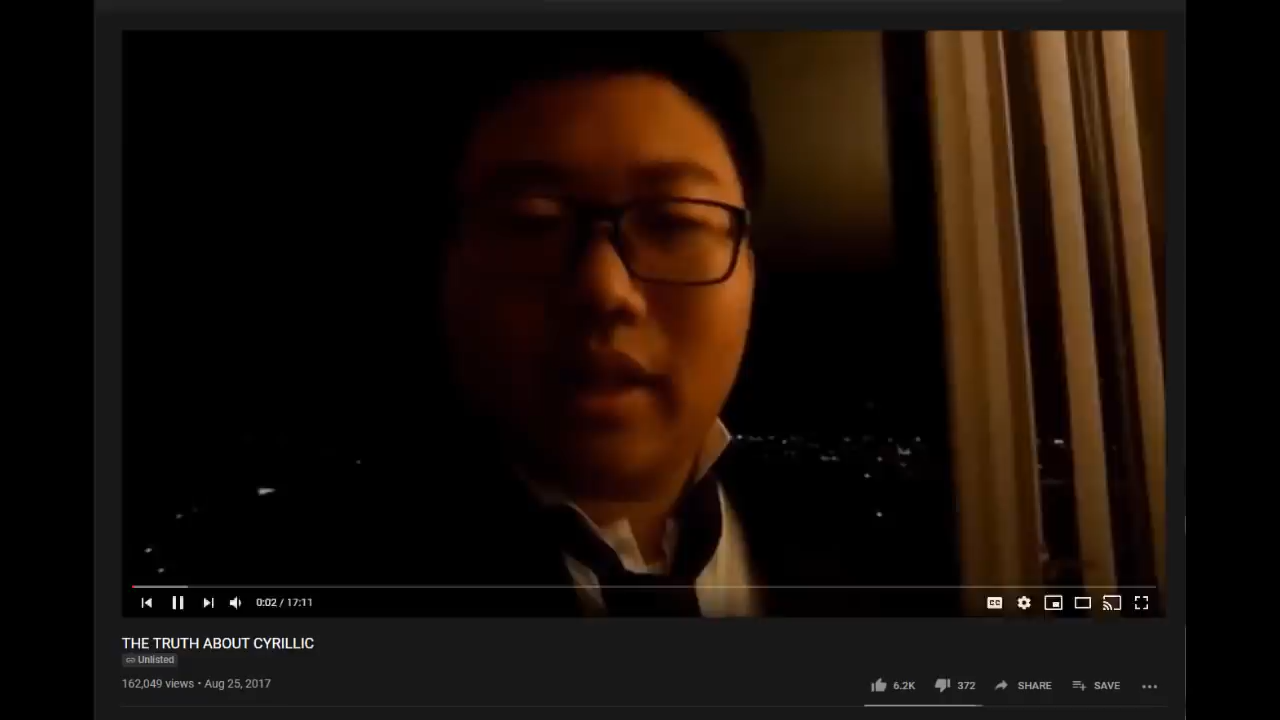 0:02 / 17:11
CC
THE TRUTH ABOUT CYRILLIC
Unlisted
162,049 views • Aug 25, 2017
6.2K 372 SHARE SAVE